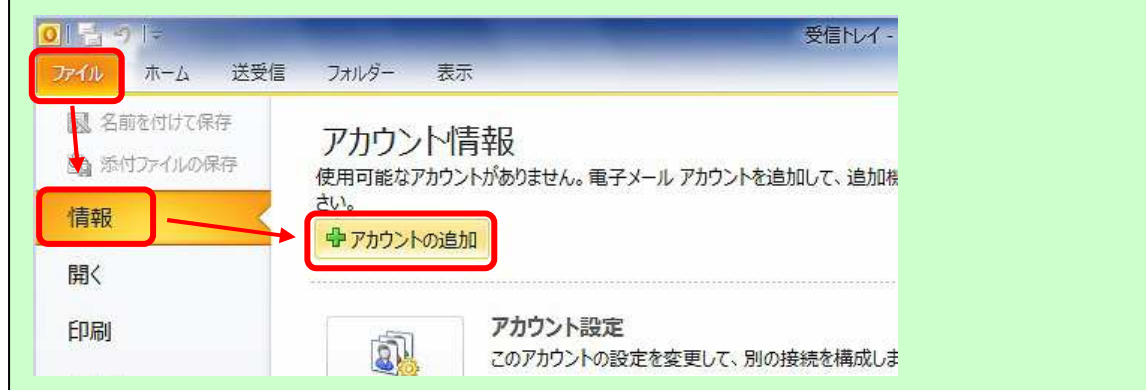 受信トレイ -
ファイル ホーム 送受信 フォルダー 表示
名前を付けて保存
添付ファイルの保存
情報
開く
印刷
アカウント情報
使用可能なアカウントがありません。電子メール アカウントを追加して、追加機
さい。
アカウントの追加
アカウント設定
このアカウントの設定を変更して、別の接続を構成しま